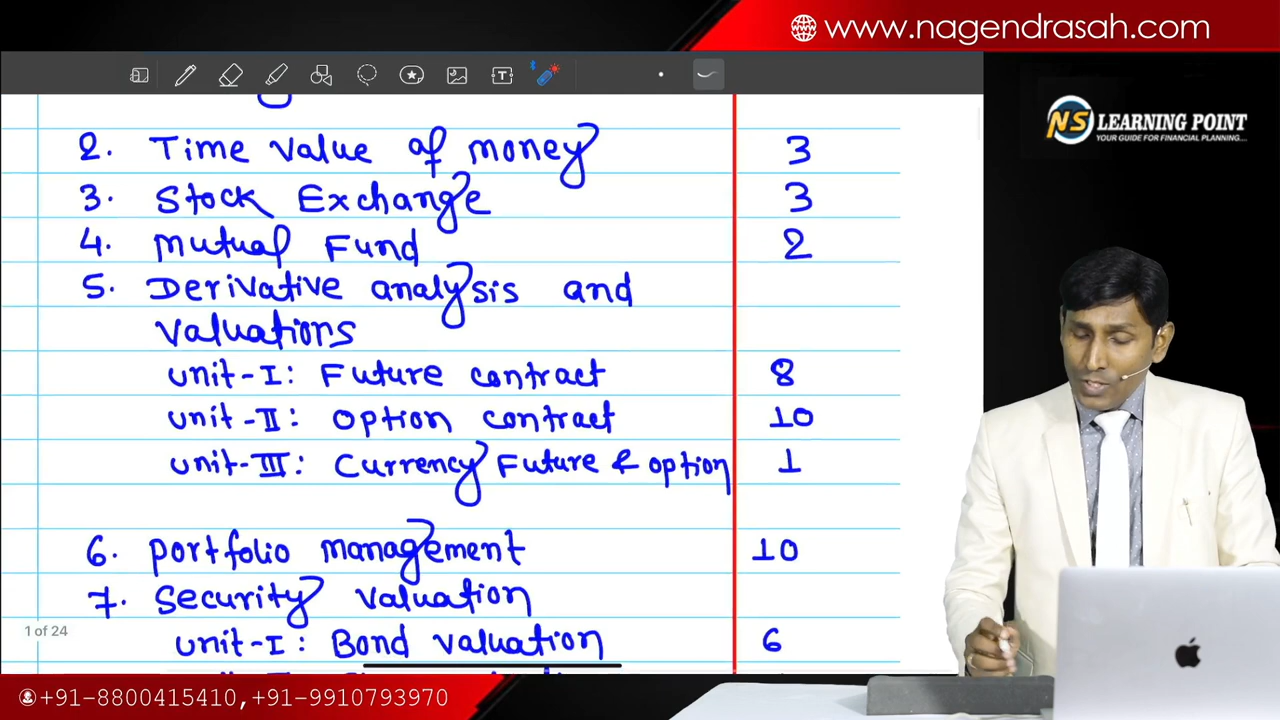 www.nagendrasah.com
NS LEARNING POINT
YOUR GUIDE FOR FINANCIAL PLANNING...
2. Time value of money 3
3. Stock Exchange 3
4. Mutual Fund 2
5. Derivative analysis and
valuations
unit-I: Future contract 8
unit-II: Option contract 10
unit-III: Currency Future & option 1
6. Portfolio management 10
7. Security valuation
unit-I: Bond valuation 6
1 of 24
+91-8800415410,+91-9910793970